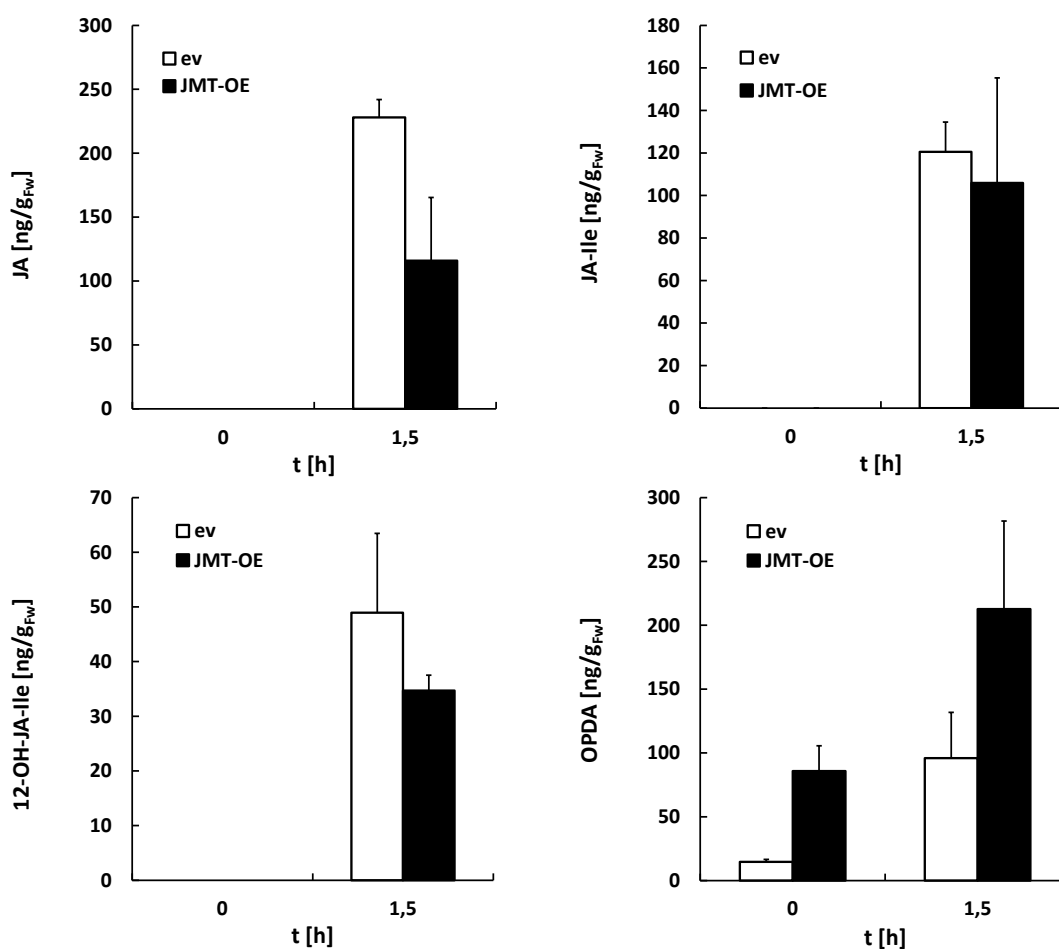 300
250
200
150
100
50
0
JA [ng/gFw]
ev
JMT-OE
0
1,5
t [h]
180
160
140
120
100
80
60
40
20
0
JA-Ile [ng/gFw]
ev
JMT-OE
0
1,5
t [h]
70
60
50
40
30
20
10
0
12-OH-JA-Ile [ng/gFw]
ev
JMT-OE
0
1,5
t [h]
300
250
200
150
100
50
0
OPDA [ng/gFw]
ev
JMT-OE
0
1,5
t [h]